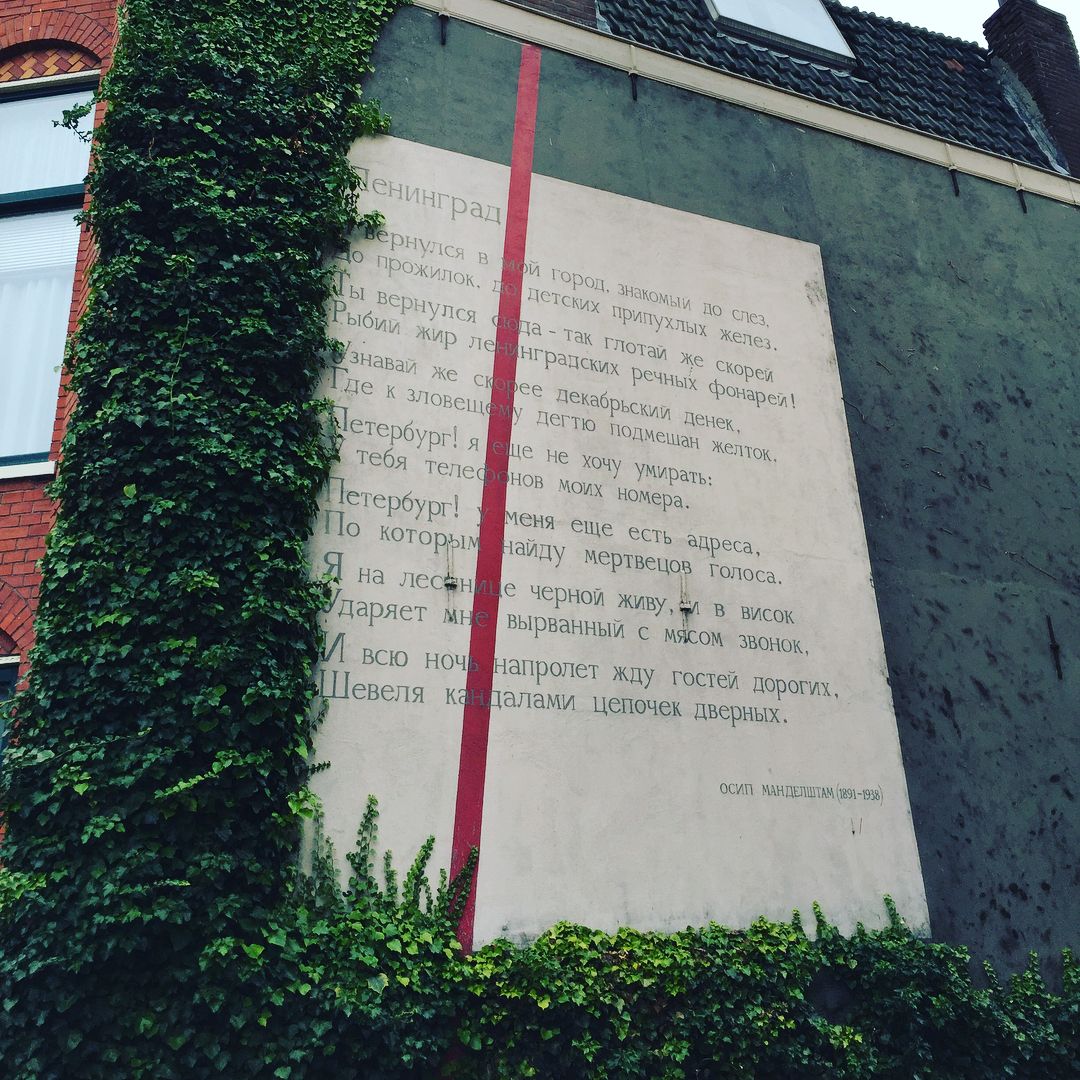 Ленинград
вернулся в мой город, знакомый до слез,
До прожилок, до детских припухлых желез.
Ты вернулся сюда - так глотай же скорей
Рыбий жир ленинградских речных фонарей!
Узнавай же скорее декабрьский денек,
Где к зловещему дегтю подмешан желток.
Петербург! я еще не хочу умирать:
тебя телефонов моих номера.
Петербург! у меня еще есть адреса,
По которым найду мертвецов голоса.
Я на лестнице черной живу, и в висок
Ударяет мне вырванный с мясом звонок,
И всю ночь напролет жду гостей дорогих,
Шевеля кандалами цепочек дверных.
ОСИП МАНДЕЛШТАМ (1891-1938)